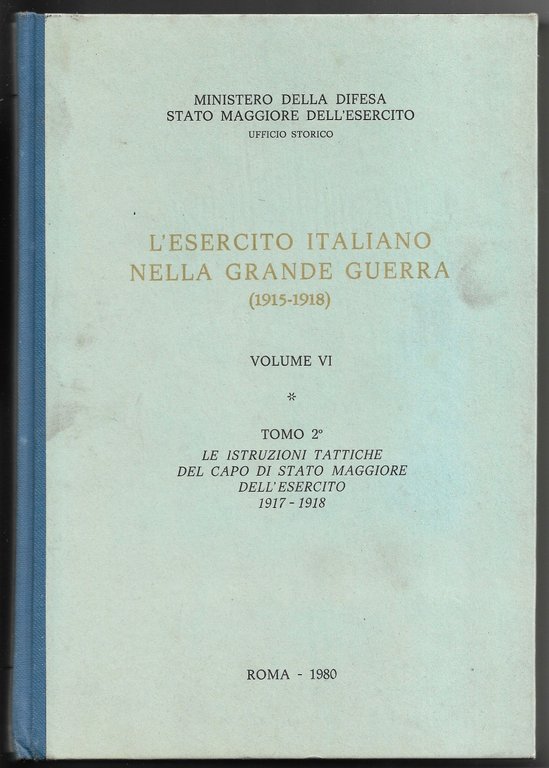 MINISTERO DELLA DIFESA
STATO MAGGIORE DELL'ESERCITO
UFFICIO STORICO
L'ESERCITO ITALIANO
NELLA GRANDE GUERRA
(1915-1918)
VOLUME VI
*
TOMO 2°
LE ISTRUZIONI TATTICHE
DEL CAPO DI STATO MAGGIORE
DELL'ESERCITO
1917 - 1918
ROMA - 1980